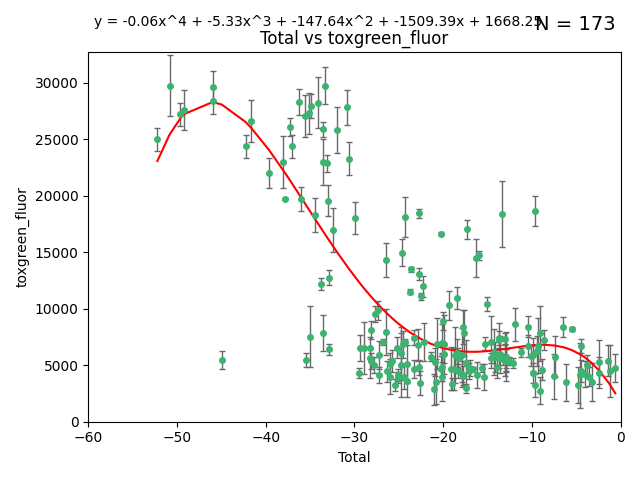 y = -0.06x^4 + -5.33x^3 + -147.64x^2 + -1509.39x + 1668.25
N = 173
Total vs toxgreen_fluor
30000
25000
20000
15000
10000
5000
0
toxgreen_fluor
−60 −50 −40 −30 −20 −10 0
Total